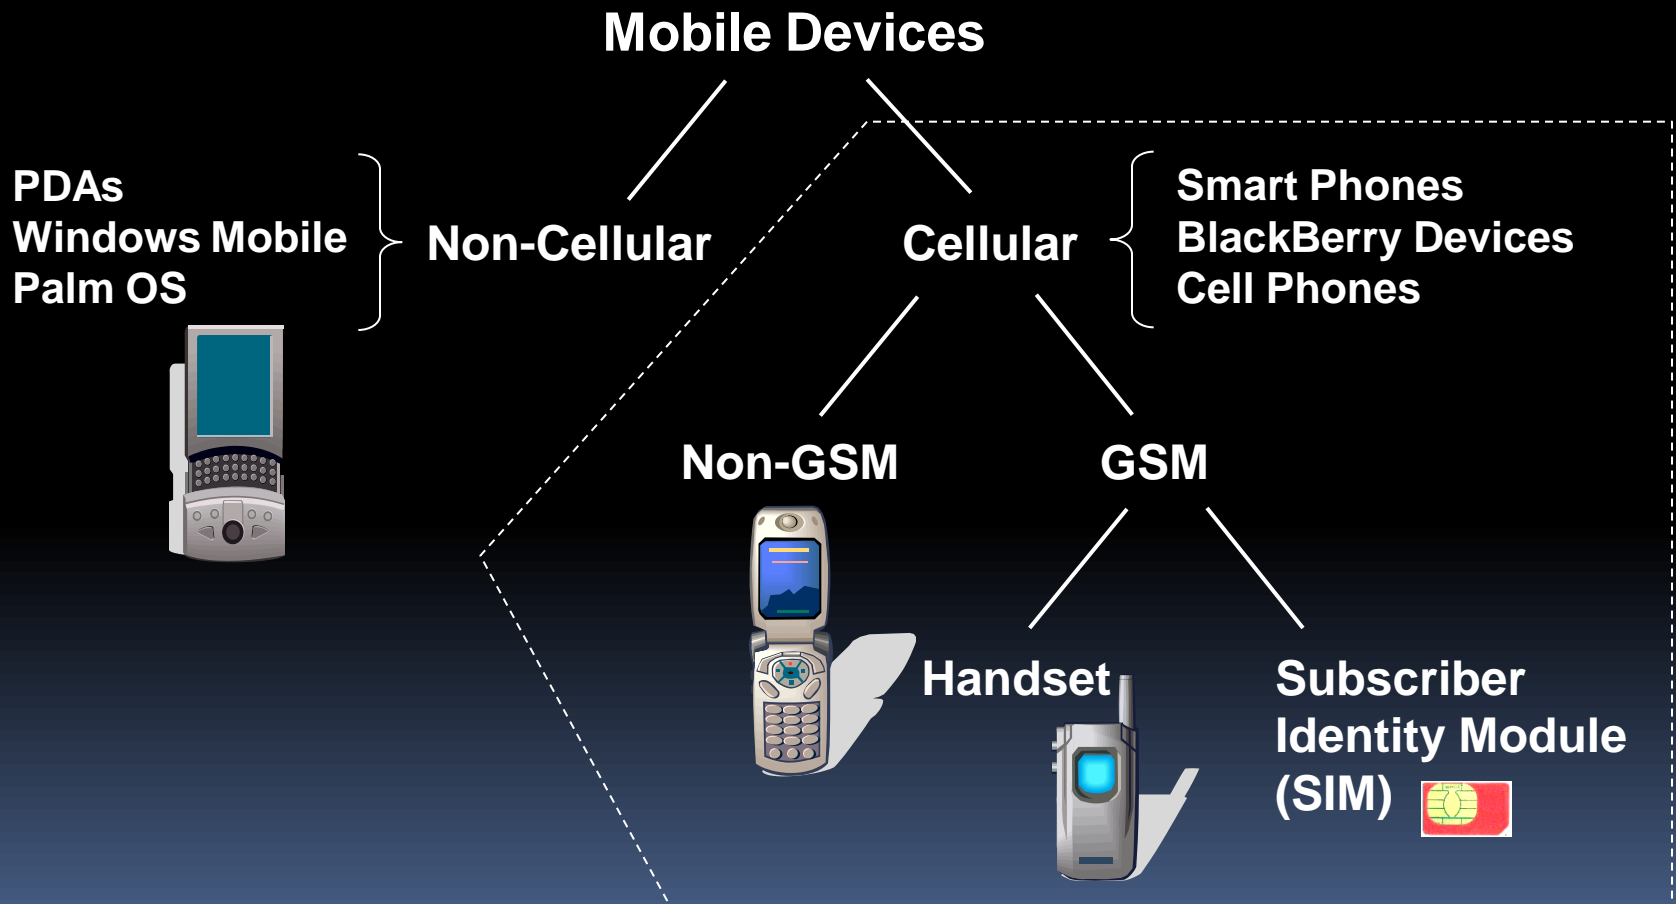 Mobile Devices
PDAs
Windows Mobile
Palm OS
Non-Cellular
Cellular
Smart Phones
BlackBerry Devices
Cell Phones
Non-GSM
GSM
Handset
Subscriber
Identity Module
(SIM)